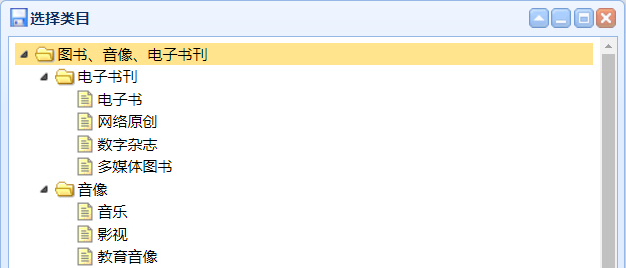 选择类目
图书、音像、电子书刊
电子书刊
电子书
网络原创
数字杂志
多媒体图书
音像
音乐
影视
教育音像